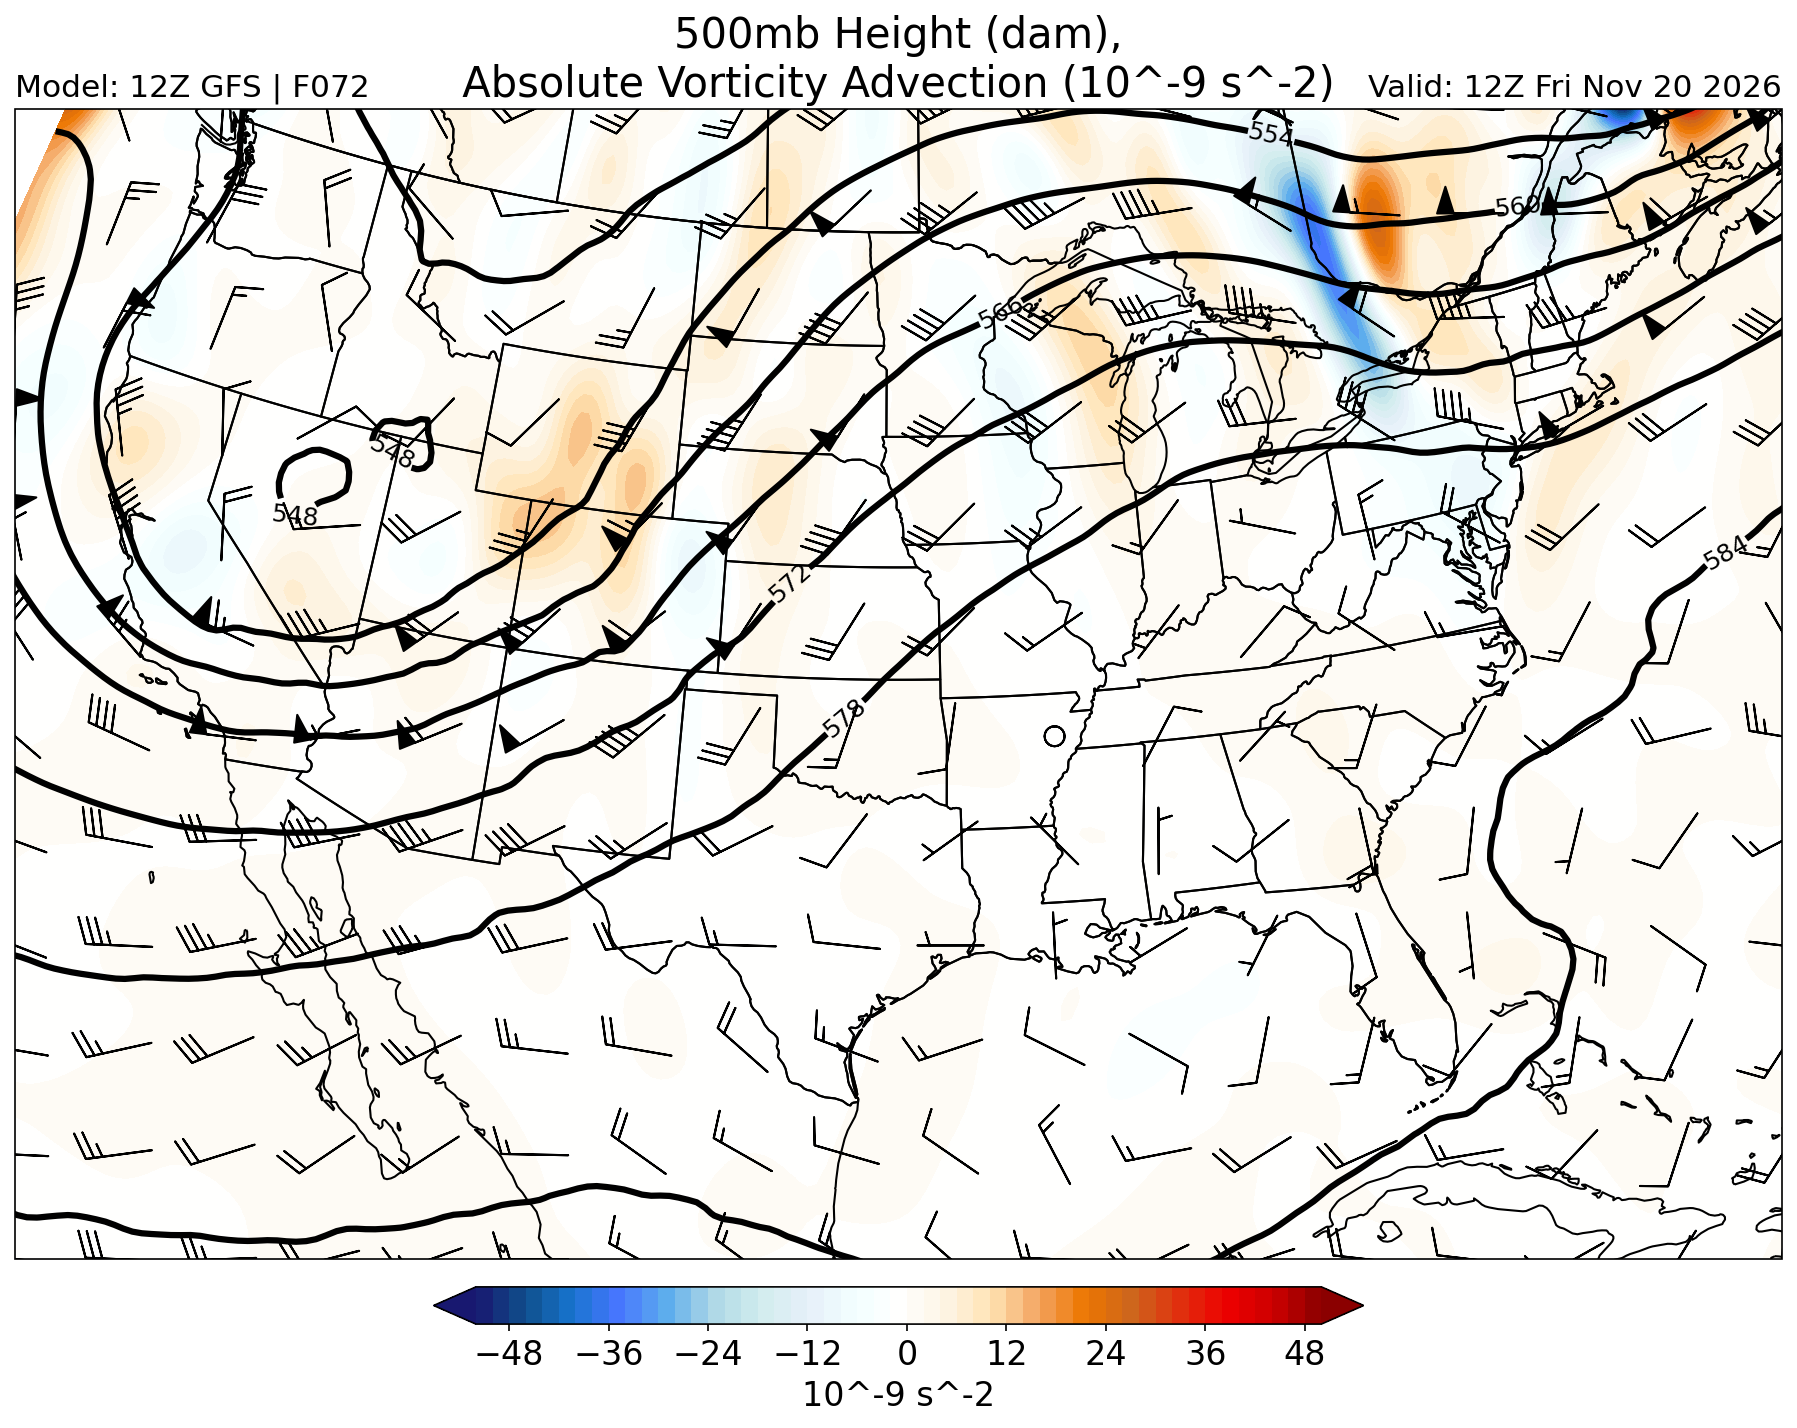 500mb Height (dam),
Model: 12Z GFS | F072
Absolute Vorticity Advection (10^-9 s^-2)
Valid: 12Z Fri Nov 20 2026
554
560
566
548
548
572
584
578
−48 −36 −24 −12 0 12 24 36 48
10^-9 s^-2